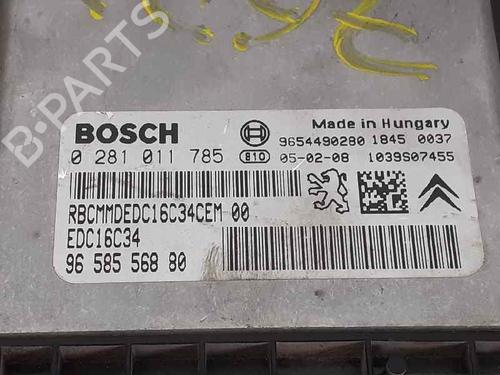 BOSCH
Made in Hungary
9654490280 1845 0037
0 281 011 785 810 05-02-08 1039S07455
RBCMMDEDC16C34CEM 00
EDC16C34
96 585 568 80
B-PARTS